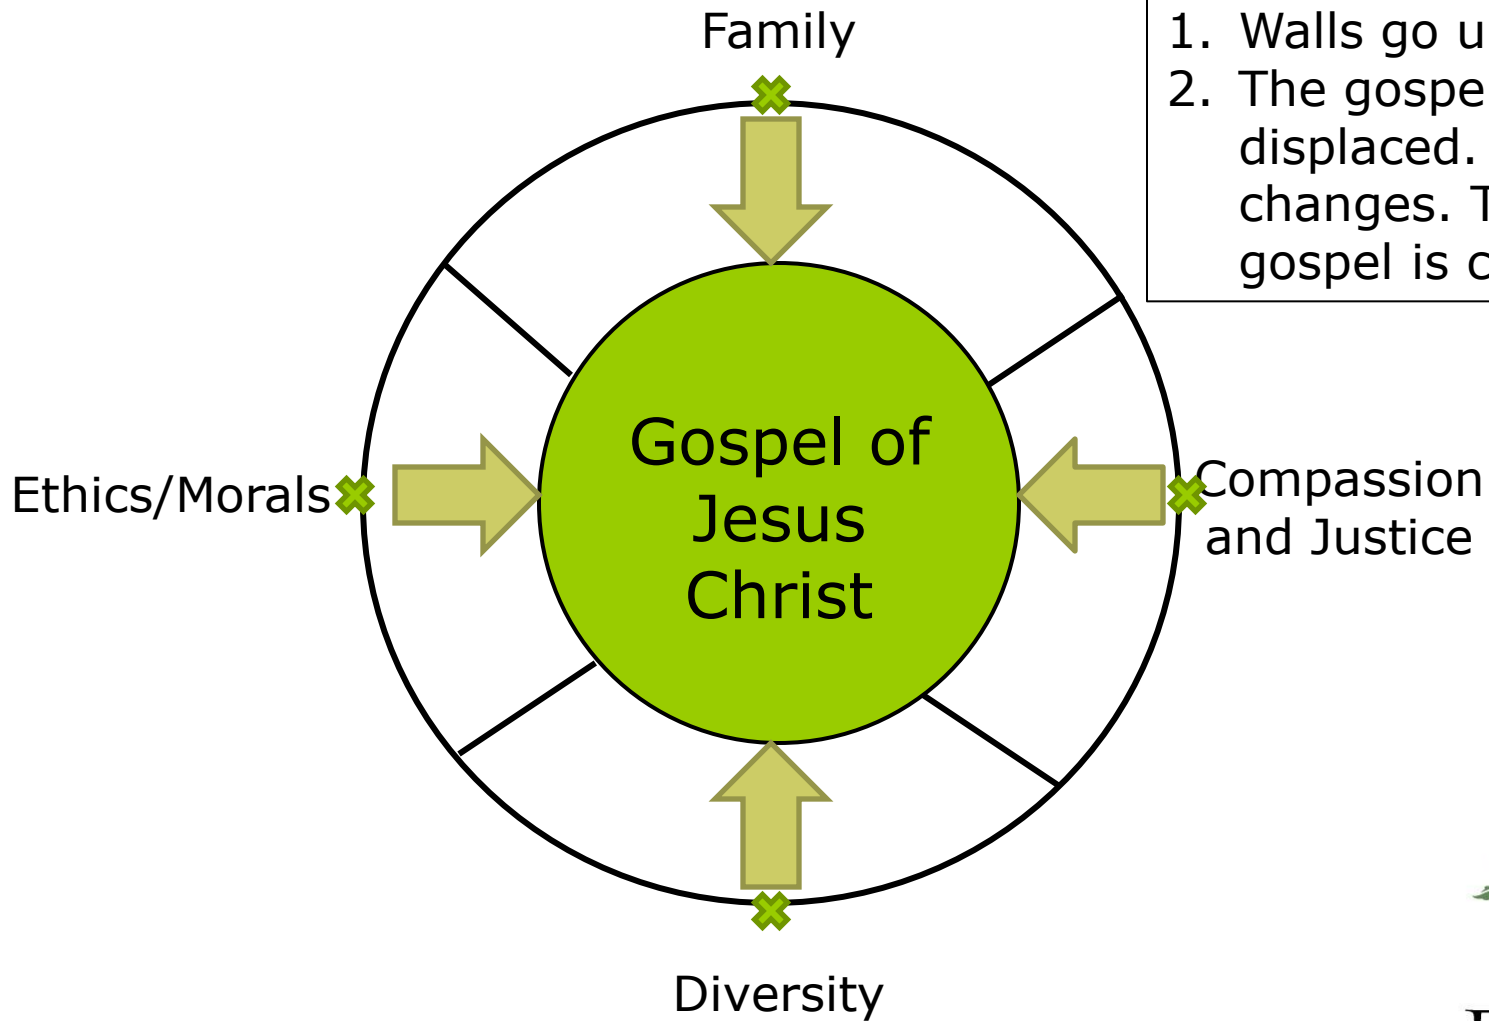 Family
1. Walls go u
2. The gospe
displaced.
changes. T
gospel is c
Gospel of
Jesus
Christ
Ethics/Morals
Compassion
and Justice
Diversity